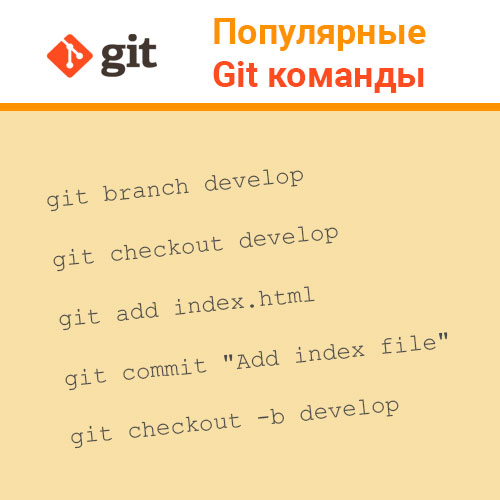 git
Популярные
Git команды
git branch develop
git checkout develop
git add index.html
git commit "Add index file"
git checkout -b develop